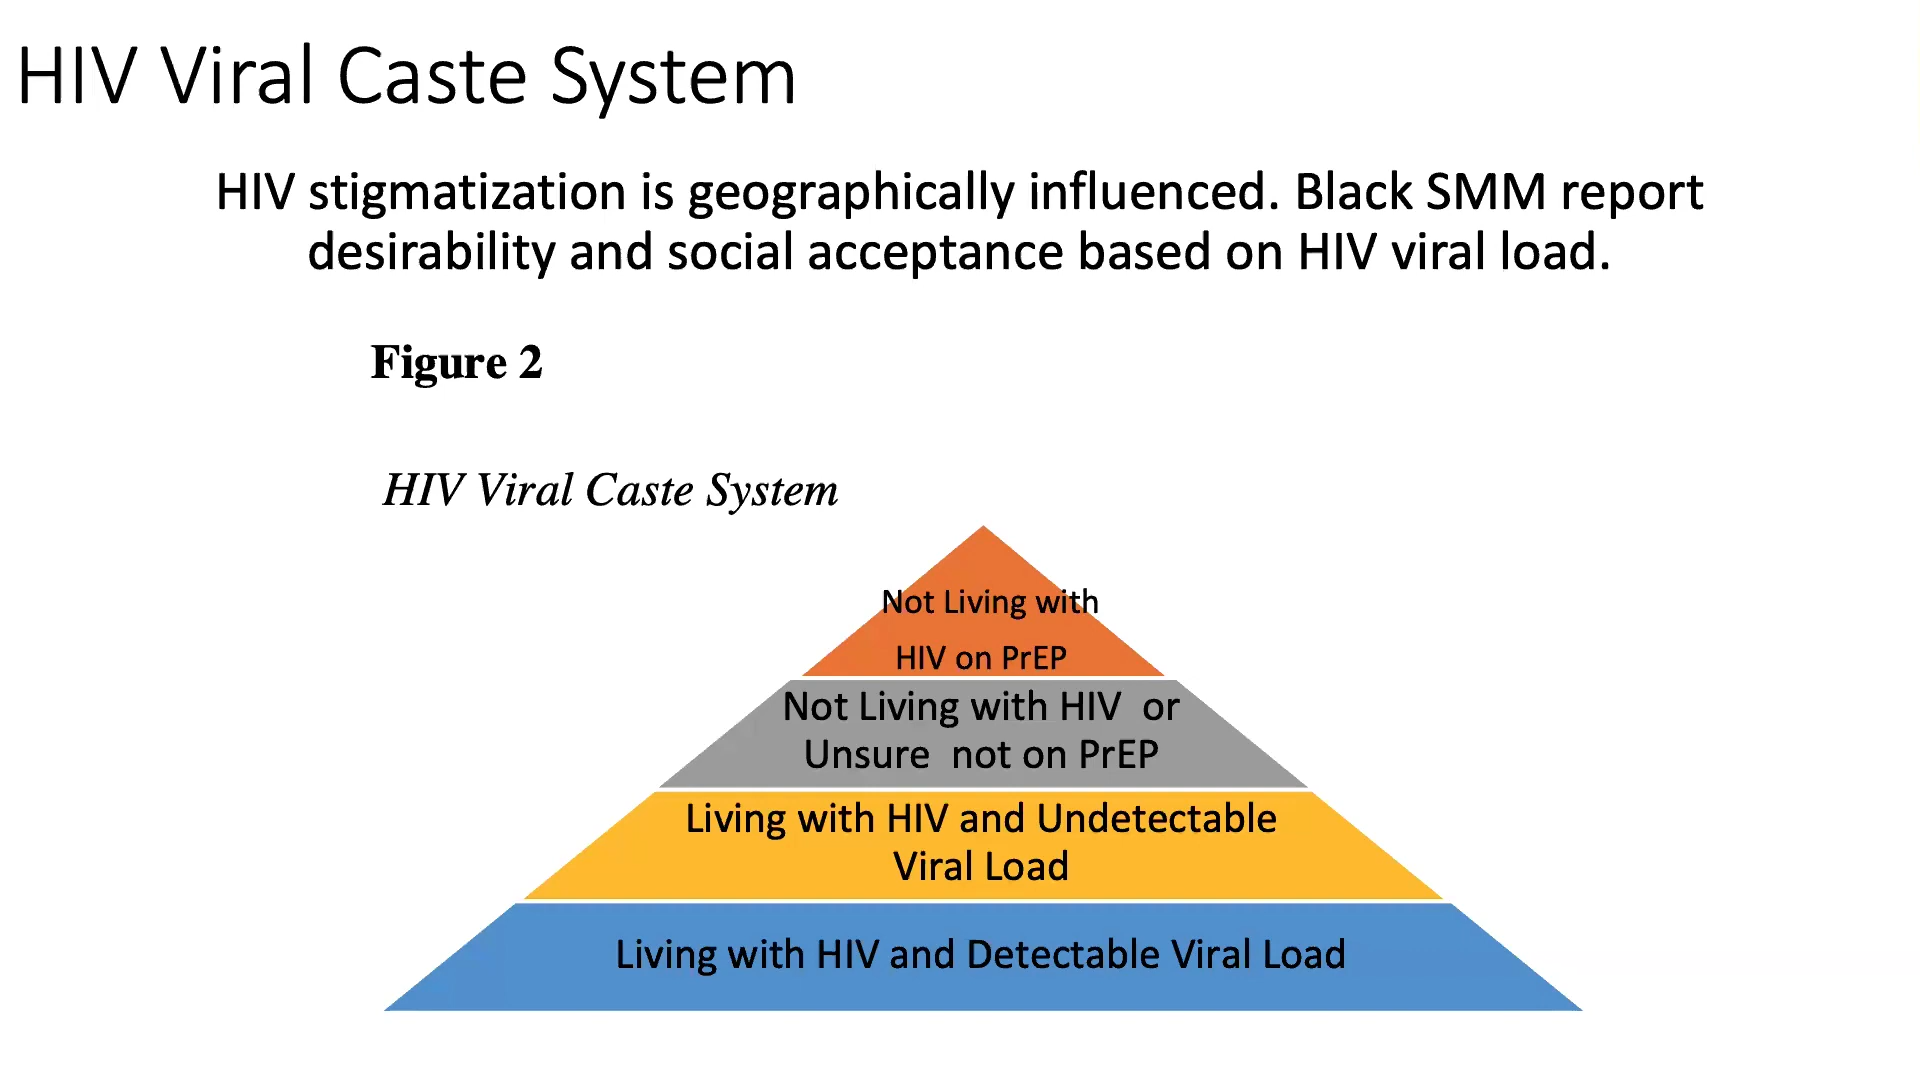 HIV Viral Caste System
HIV stigmatization is geographically influenced. Black SMM report
desirability and social acceptance based on HIV viral load.
Figure 2
HIV Viral Caste System
Not Living with
HIV on PrEP
Not Living with HIV  or
Unsure  not on PrEP
Living with HIV and Undetectable
Viral Load
Living with HIV and Detectable Viral Load